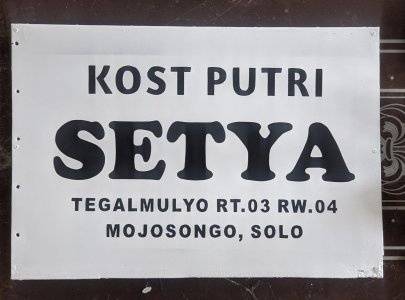 KOST PUTRI
SETYA
TEGALMULYO RT.03 RW.04
MOJOSONGO, SOLO